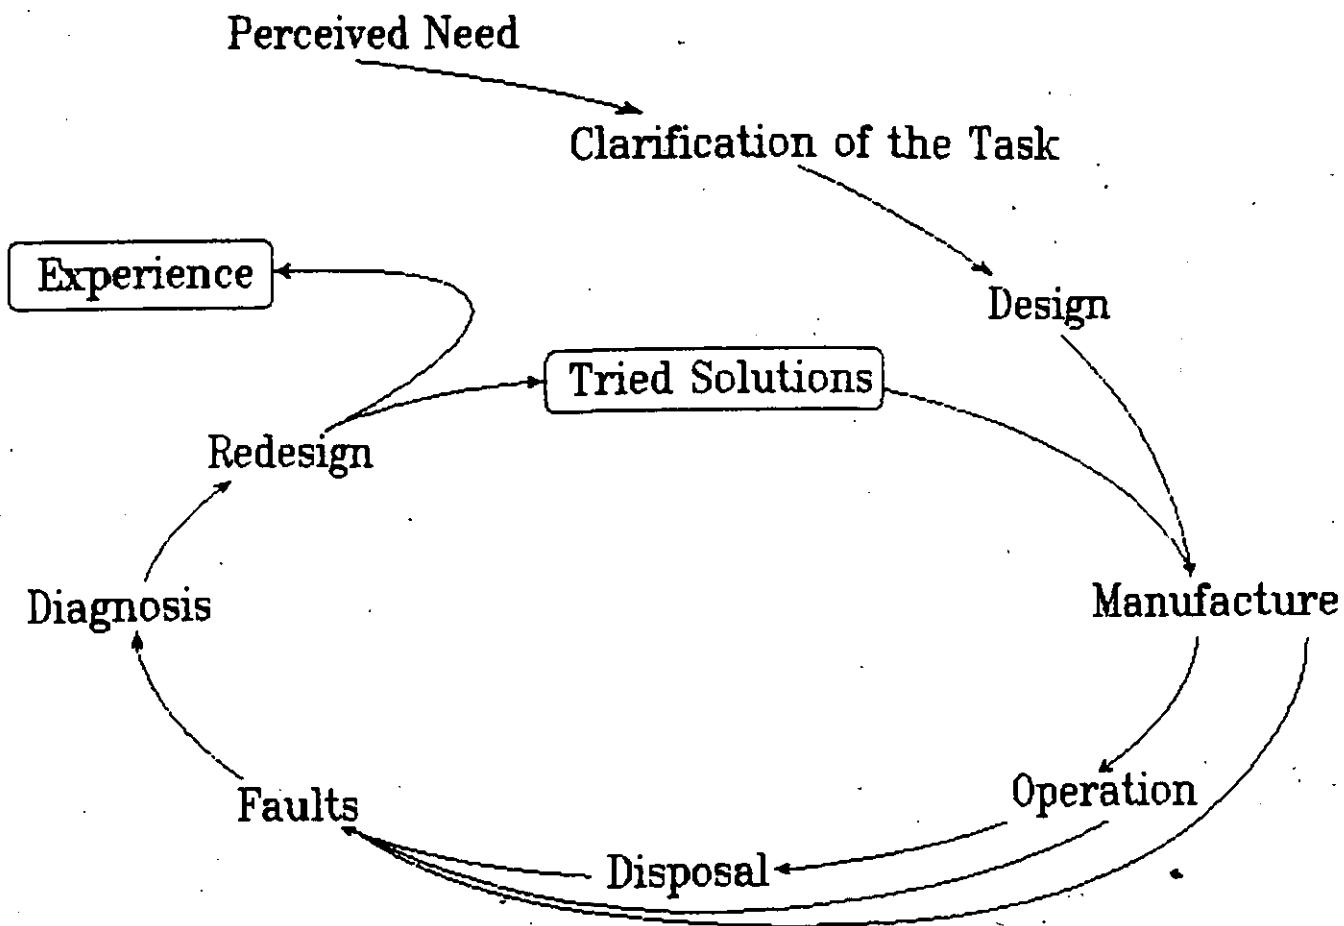 Perceived Need
Clarification of the Task
Experience
Design
Tried Solutions
Redesign
Diagnosis
Manufacture
Operation
Faults
Disposal